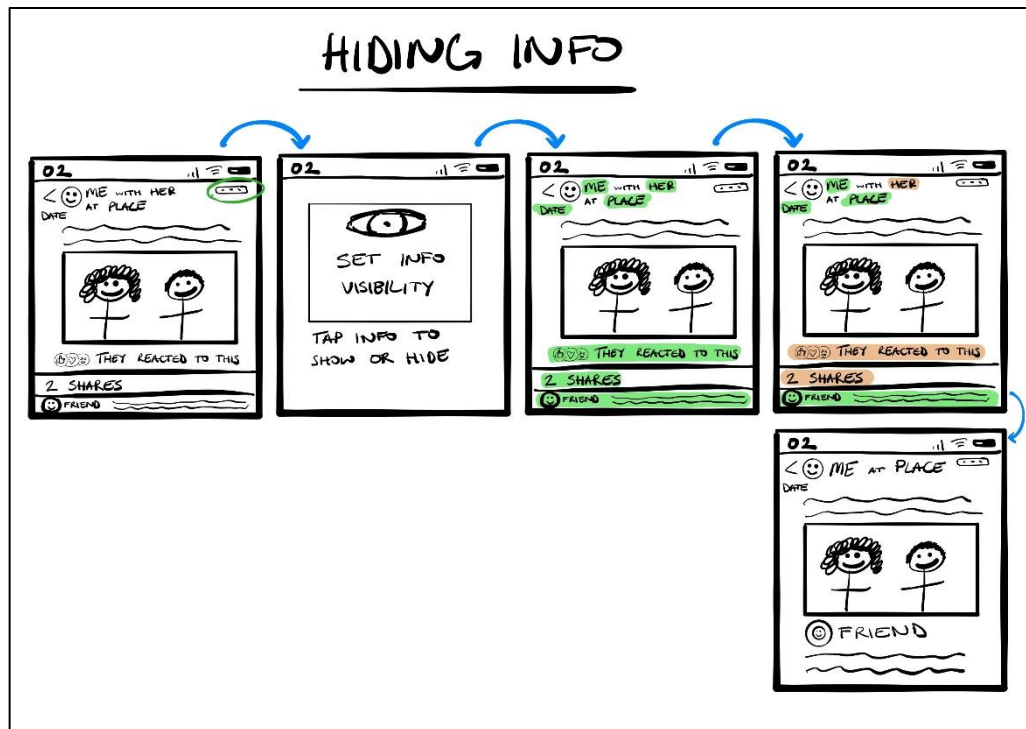 HIDING INFO
02
< ME WITH HER
AT PLACE
DATE
THEY REACTED TO THIS
2 SHARES
FRIEND
02
SET INFO
VISIBILITY
TAP INFO TO
SHOW OR HIDE
02
< ME WITH HER
AT PLACE
DATE
THEY REACTED TO THIS
2 SHARES
FRIEND
02
< ME WITH HER
AT PLACE
DATE
THEY REACTED TO THIS
2 SHARES
FRIEND
02
< ME AT PLACE
DATE
FRIEND